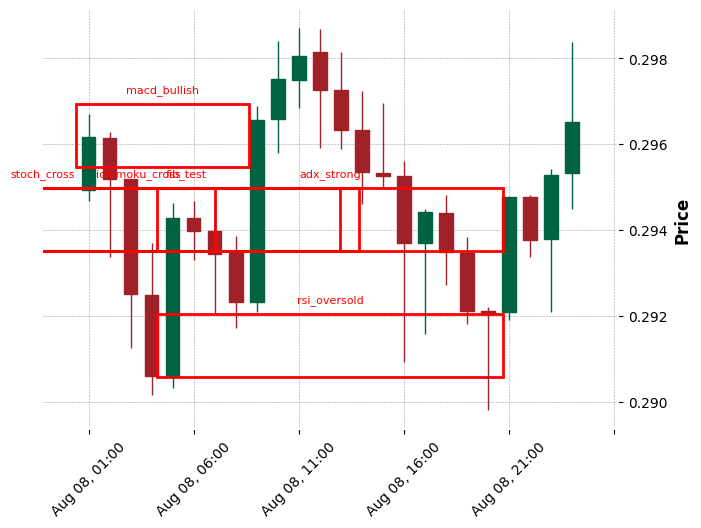 macd_bullish
stoch_cross
ichimoku_cross
fib_test
adx_strong
rsi_oversold
0.298
0.296
0.294
0.292
0.290
Price
Aug 08, 01:00
Aug 08, 06:00
Aug 08, 11:00
Aug 08, 16:00
Aug 08, 21:00